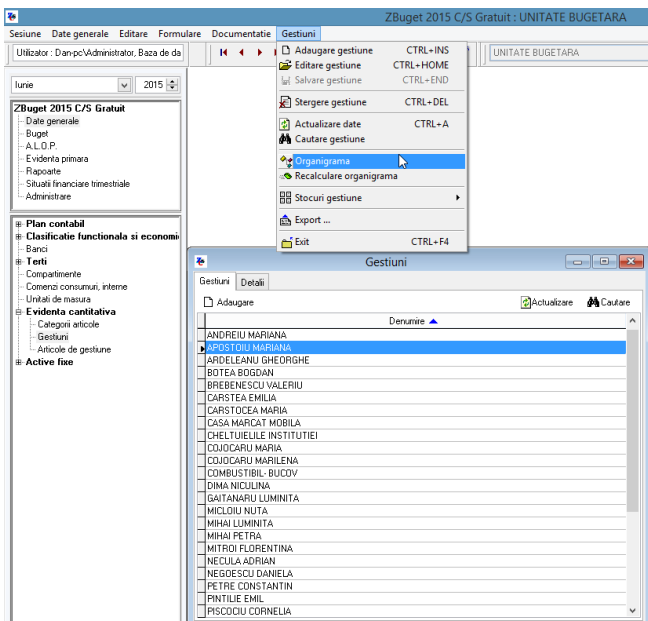 ZBuget 2015 C/S Gratuit : UNITATE BUGETARA
Sesiune Date generale Editare Formulare Documentatie Gestiuni
Utilizator : Dan-pc\Administrator, Baza de da
UNITATE BUGETARA
Adaugare gestiune CTRL+INS
Editare gestiune CTRL+HOME
Salvare gestiune CTRL+END
Stergere gestiune CTRL+DEL
Actualizare date CTRL+A
Cautare gestiune
Organigrama
Recalculare organigrama
Stocuri gestiune
Export ...
Exit CTRL+F4
Iunie 2015
ZBuget 2015 C/S Gratuit
Date generale
Buget
A.L.O.P.
Evidenta primara
Rapoarte
Situatii financiare trimestriale
Administrare
Plan contabil
Clasificatie functionala si economi
Banci
Terti
Compartimente
Comenzi consumuri, interne
Unitati de masura
Evidenta cantitativa
Categorii articole
Gestiuni
Articole de gestiune
Active fixe
Gestiuni
Gestiuni Detalii
Adaugare Actualizare Cautare
Denumire
ANDREIU MARIANA
APOSTOIU MARIANA
ARDELEANU GHEORGHE
BOTEA BOGDAN
BREBENESCU VALERIU
CARSTEA EMILIA
CARSTOCEA MARIA
CASA MARCAT MOBILA
CHELTUIELILE INSTITUTIEI
COJOCARU MARIA
COJOCARU MARILENA
COMBUSTIBIL- BUCOV
DIMA NICULINA
GAITANARU LUMINITA
MICLOIU NUTA
MIHAI LUMINITA
MIHAI PETRA
MITROI FLORENTINA
NECULA ADRIAN
NEGOESCU DANIELA
PETRE CONSTANTIN
PINTILIE EMIL
PISCOCIU CORNELIA